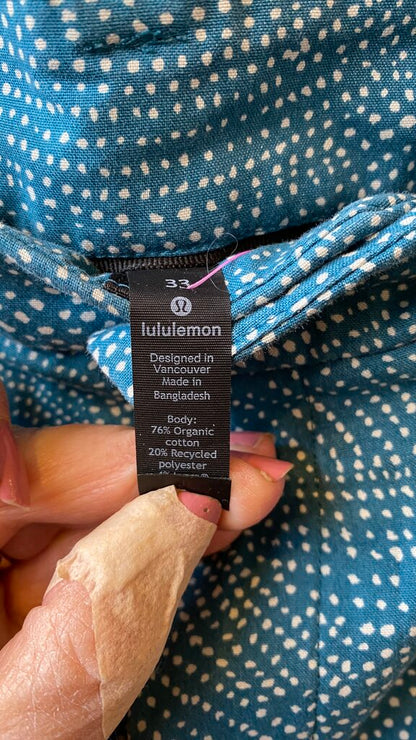 33
lululemon
Designed in
Vancouver
Made in
Bangladesh
Body:
76% Organic
cotton
20% Recycled
polyester